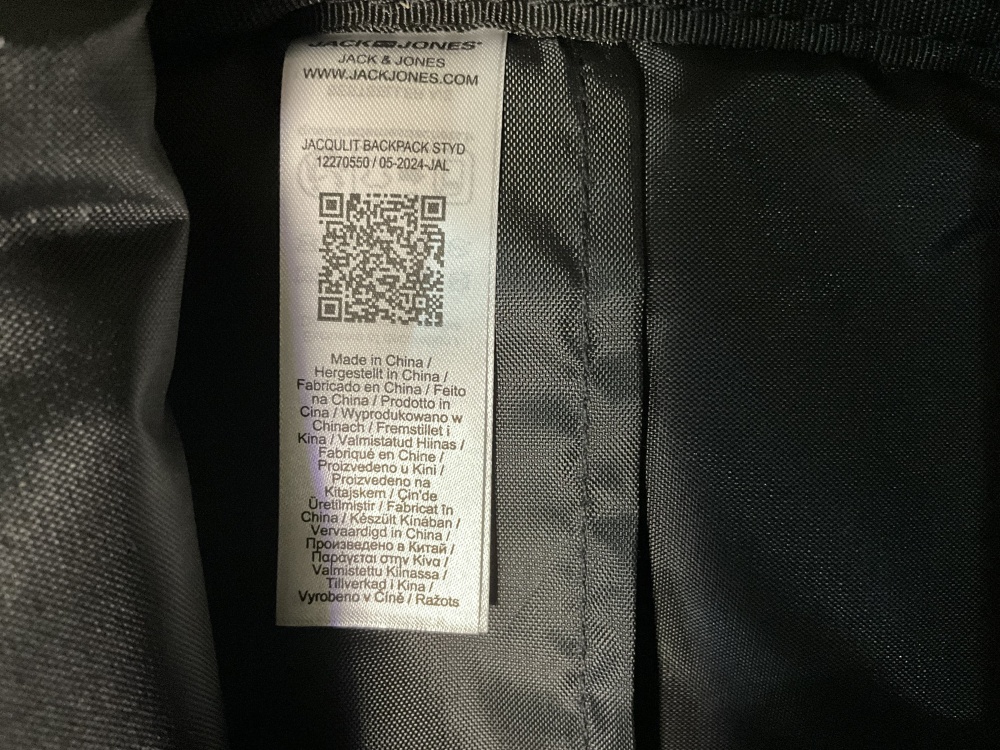 JACK & JONES
JACK & JONES
WWW.JACKJONES.COM
JACQULIT BACKPACK STYD
12270550 / 05-2024-JAL
Made in China /
Hergestellt in China /
Fabricado en China / Feito
na China / Prodotto in
Cina / Wyprodukowano w
Chinach / Fremstillet i
Kina / Valmistatud Hiinas /
Fabriqué en Chine /
Proizvedeno u Kini /
Proizvedeno na
Kitajskem / Çin'de
Üretilmiştir / Fabricat în
China / Készült Kínában /
Vervaardigd in China /
Произведено в Китай /
Παράγεται στην Κίνα /
Valmistettu Kiinassa /
Tillverkad i Kina /
Vyrobeno v Číně / Ražots